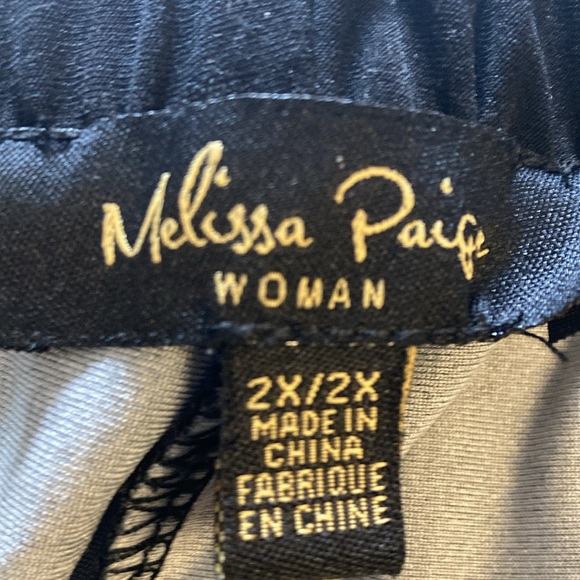 Melissa Paige
WOMAN
2X/2X
MADE IN
CHINA
FABRIQUE
EN CHINE